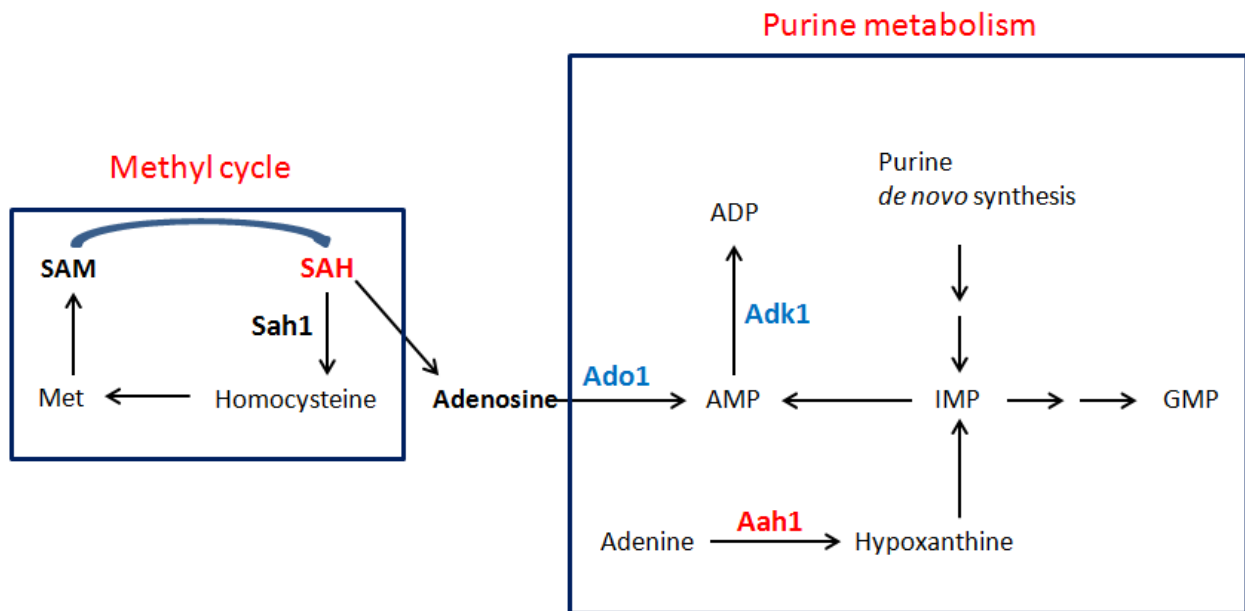 Purine metabolism
Methyl cycle
Purine
de novo synthesis
ADP
SAM
SAH
Sah1
Adk1
Ado1
Met
Homocysteine
Adenosine
AMP
IMP
GMP
Aah1
Adenine
Hypoxanthine